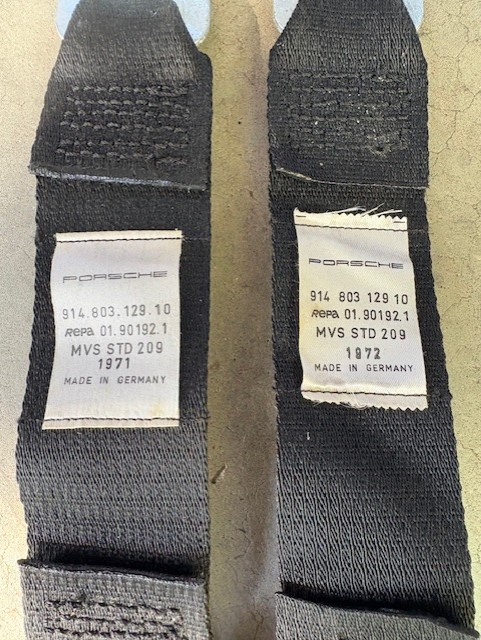 PORSCHE
914.803.129.10
Repa 01.90192.1
MVS STD 209
1971
MADE IN GERMANY
PORSCHE
914 803 129 10
Repa 01.90192.1
MVS STD 209
1972
MADE IN GERMANY